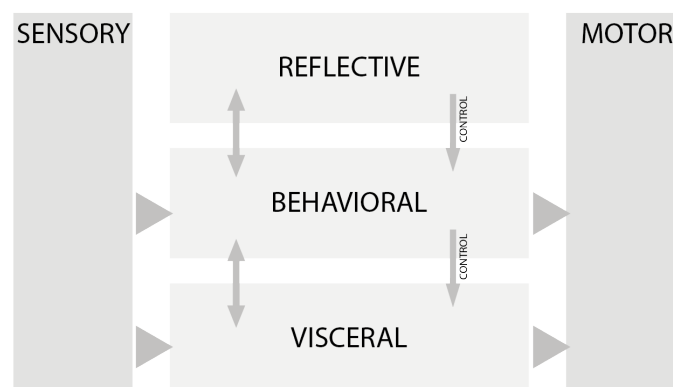 SENSORY
REFLECTIVE
MOTOR
CONTROL
BEHAVIORAL
CONTROL
VISCERAL